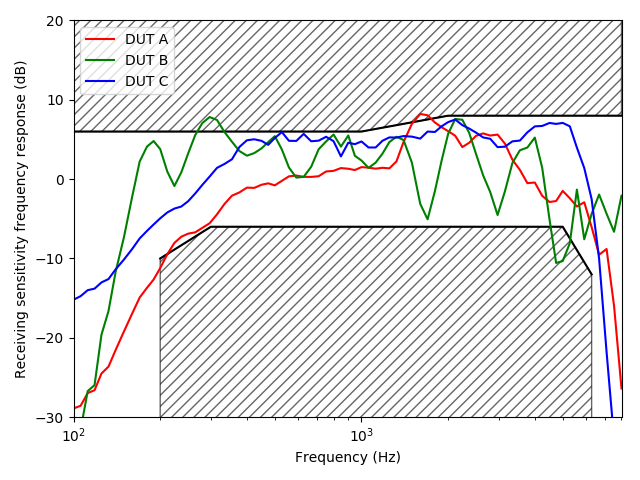 DUT A
DUT B
DUT C
Receiving sensitivity frequency response (dB)
20
10
0
−10
−20
−30
10²
10³
Frequency (Hz)